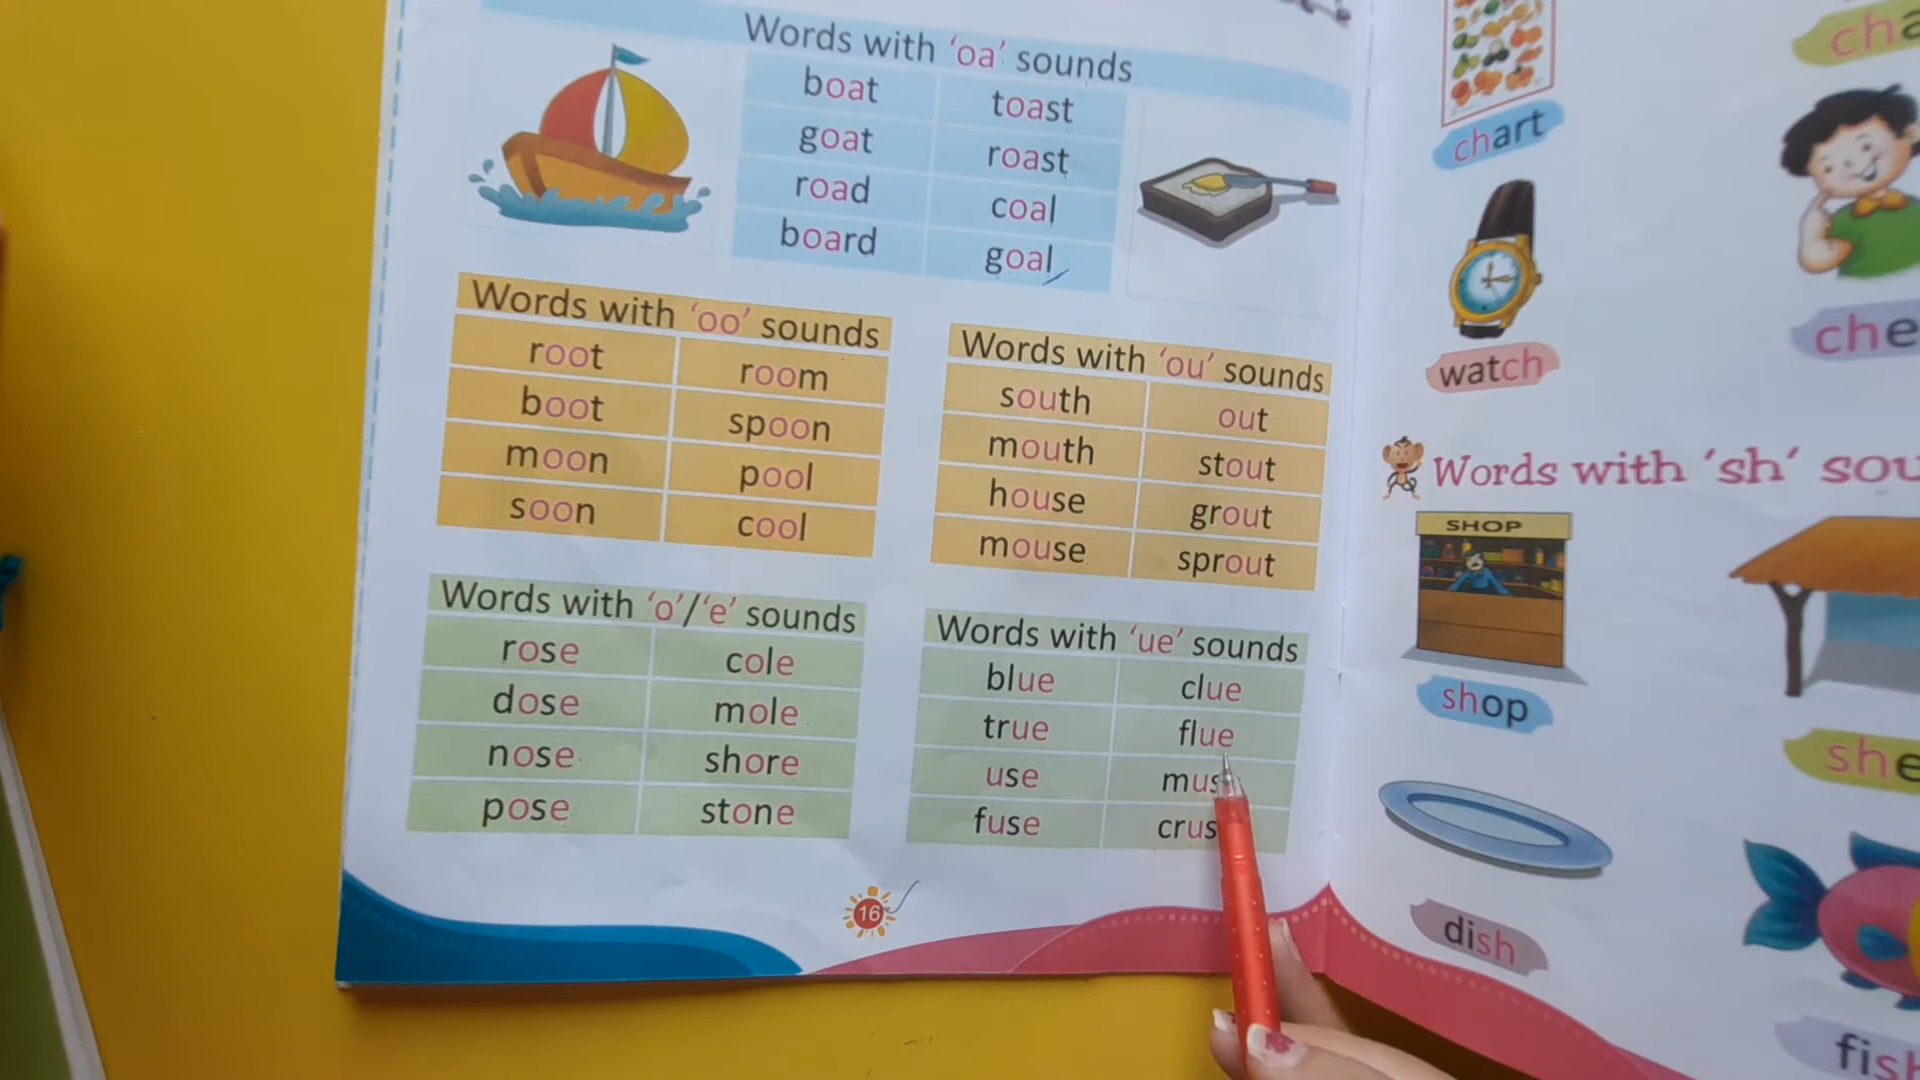 Words with 'oa' sounds
boat toast
goat roast
road coal
board goal
Words with 'oo' sounds
root room
boot spoon
moon pool
soon cool
Words with 'ou' sounds
south out
mouth stout
house grout
mouse sprout
Words with 'o'/'e' sounds
rose cole
dose mole
nose shore
pose stone
Words with 'ue' sounds
blue clue
true flue
use
fuse
16
chart
watch
Words with 'sh'
SHOP
shop
dish